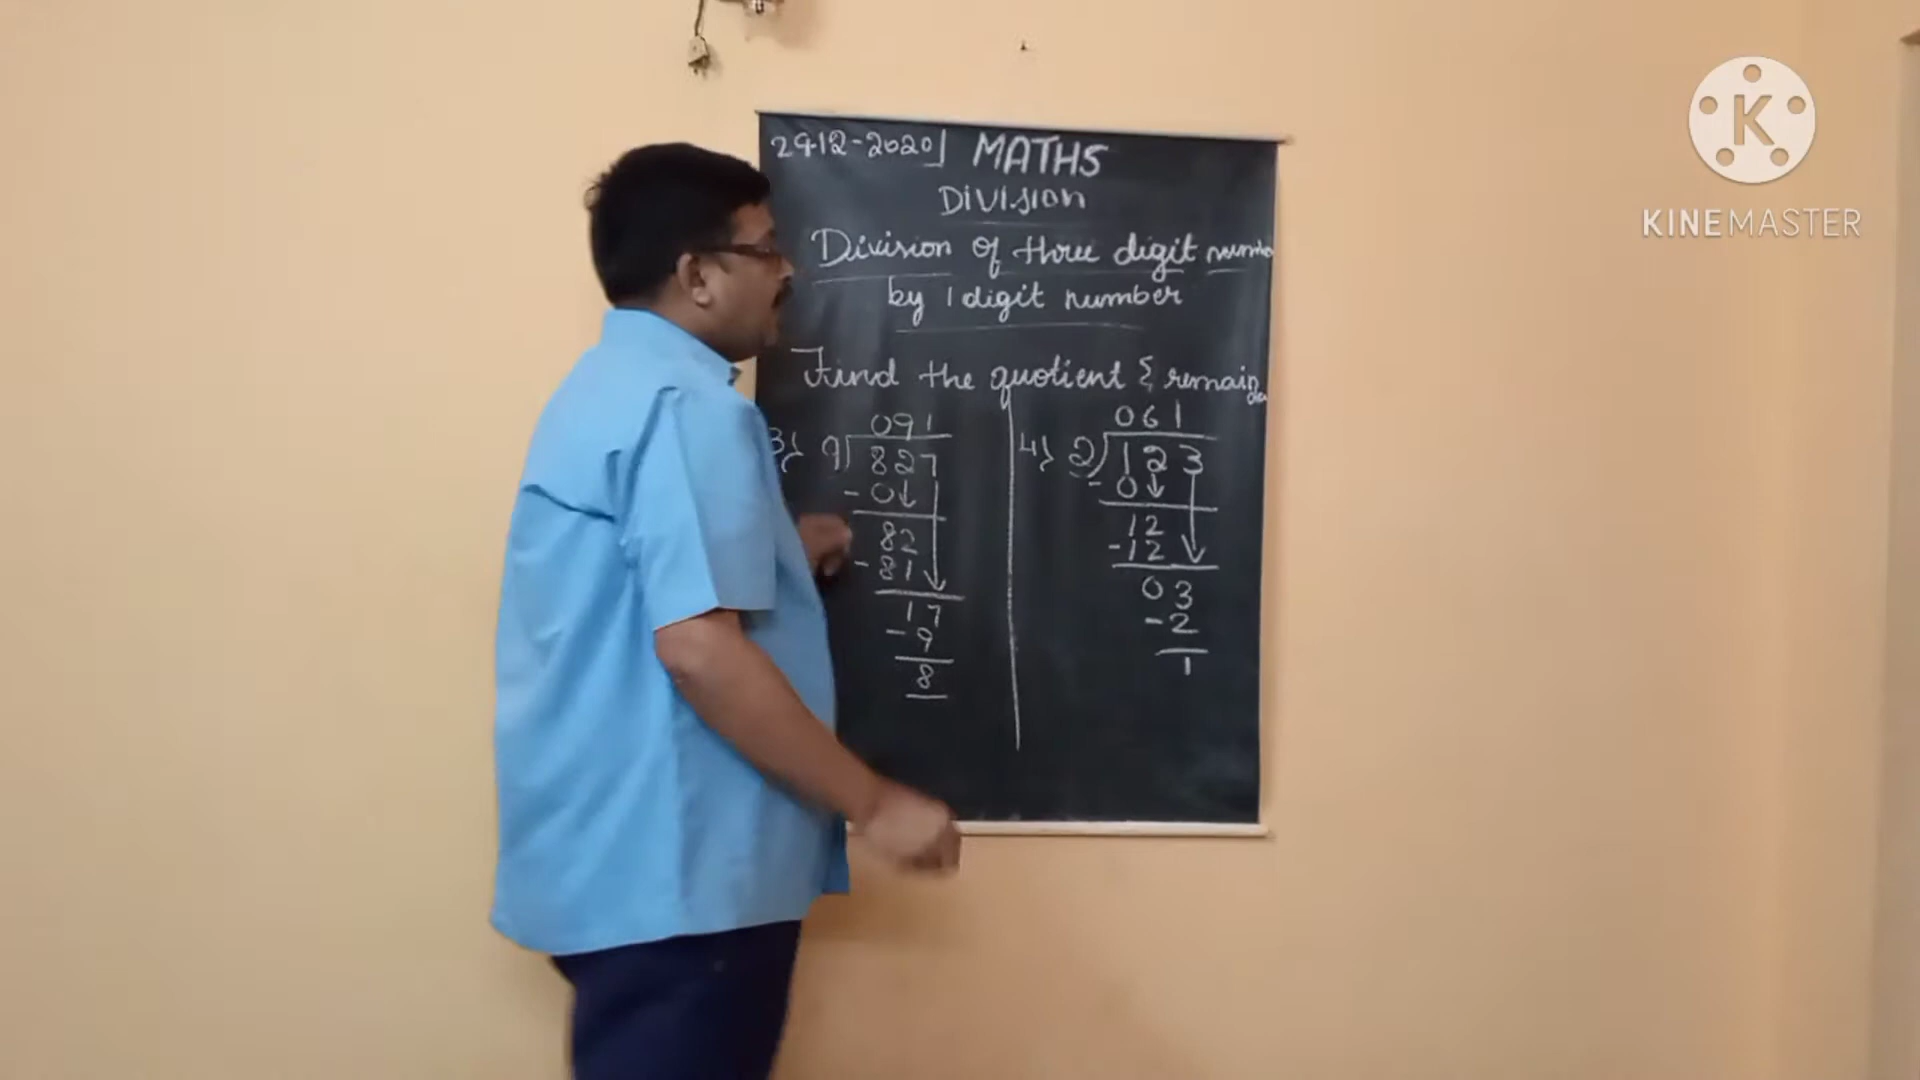 29-12-2020] MATHS
DIVISION
Division of three digit
by 1 digit number
Find the quotient & remainder
091
3} 9) 827
- 0
82
- 81
17
- 9
8
061
4} 2) 123
- 0
12
- 12
03
- 2
1
K
KINEMASTER